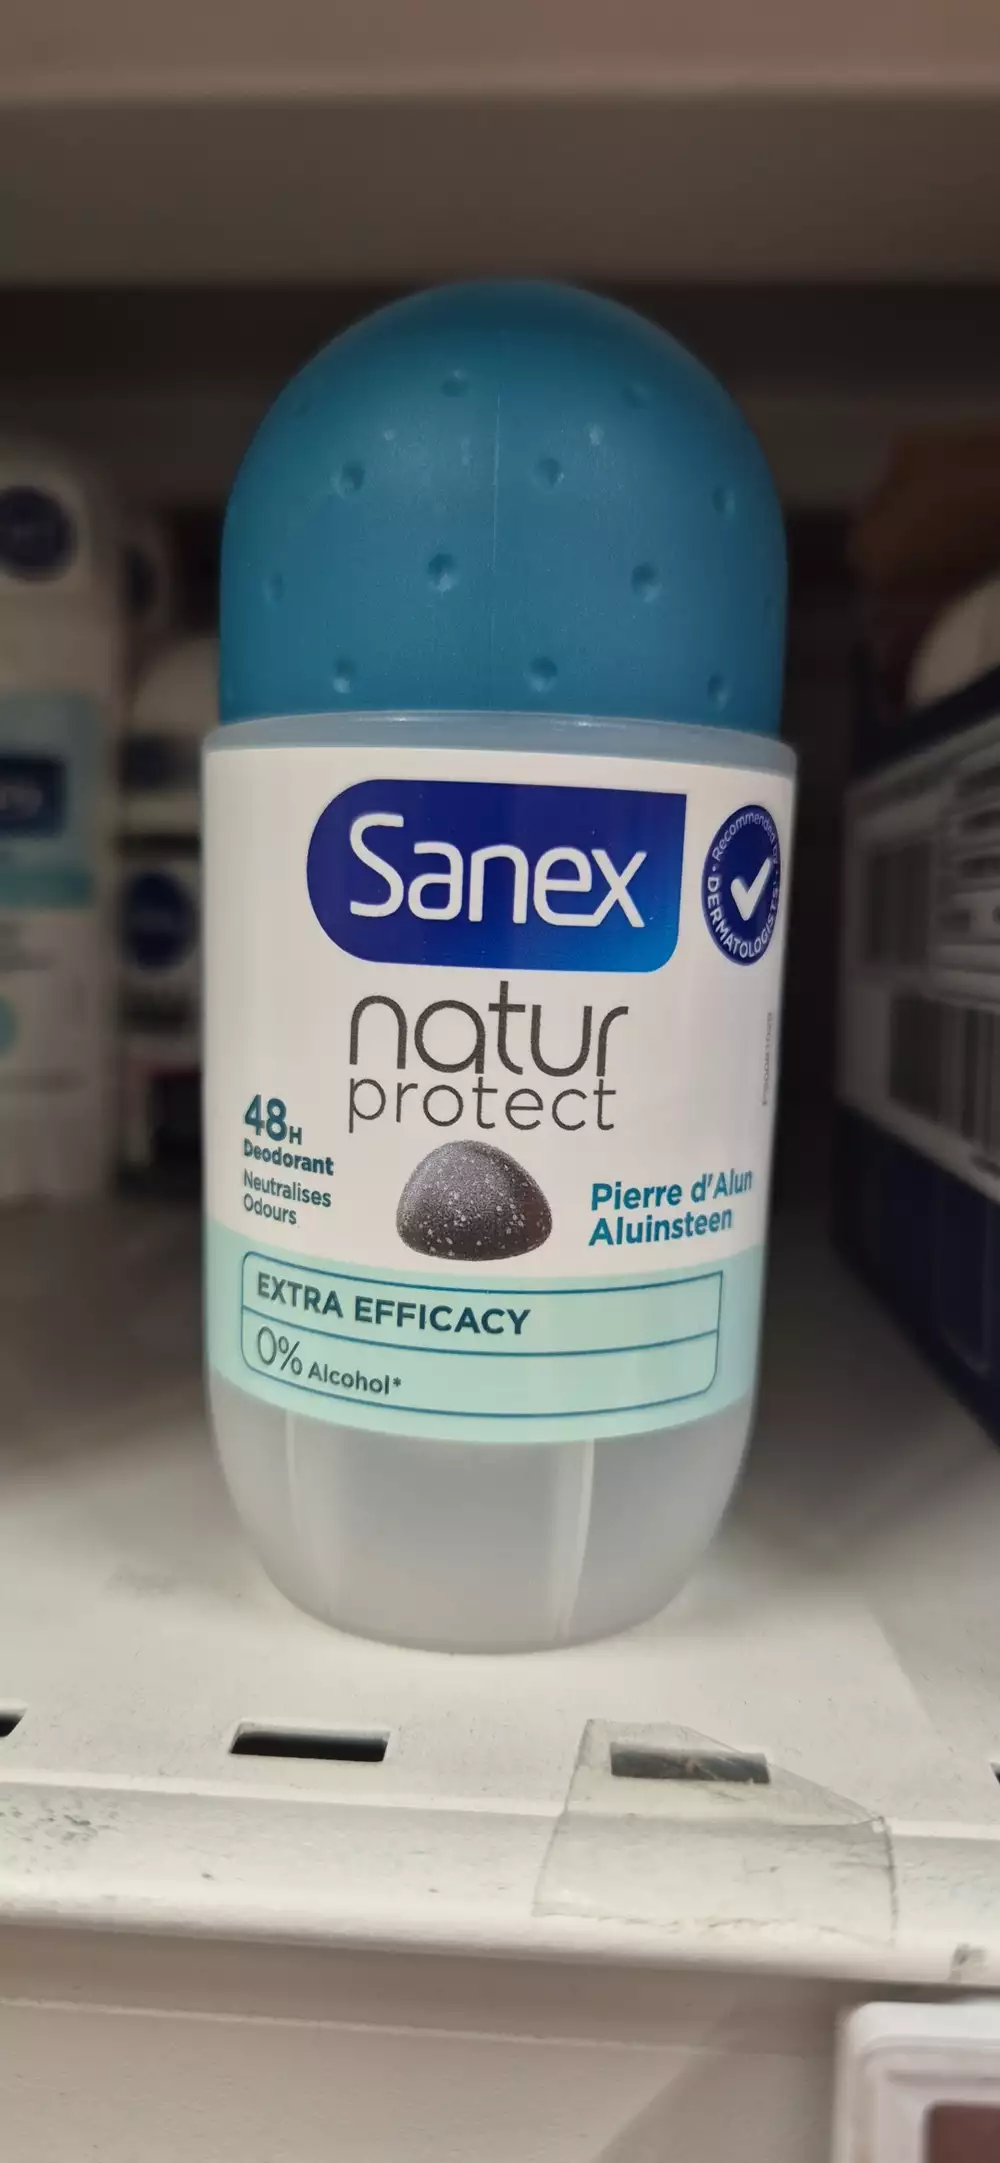 Sanex
Recommended by
DERMATOLOGISTS
natur
protect
48H
Deodorant
Neutralises
Odours
Pierre d'Alun
Aluinsteen
EXTRA EFFICACY
0% Alcohol*